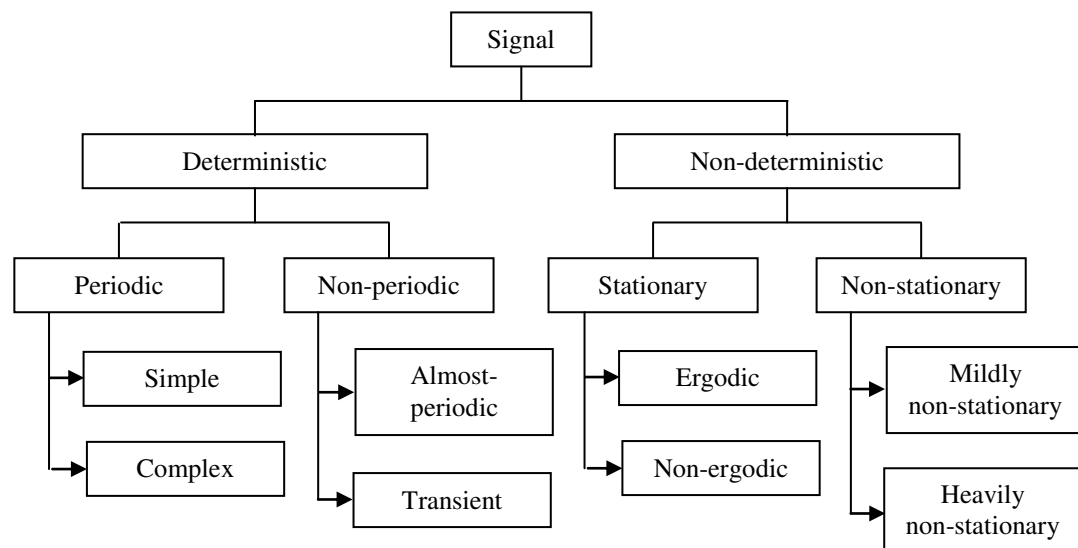 Signal
Deterministic
Non-deterministic
Periodic
Non-periodic
Stationary
Non-stationary
Simple
Almost-
periodic
Ergodic
Mildly
non-stationary
Complex
Transient
Non-ergodic
Heavily
non-stationary